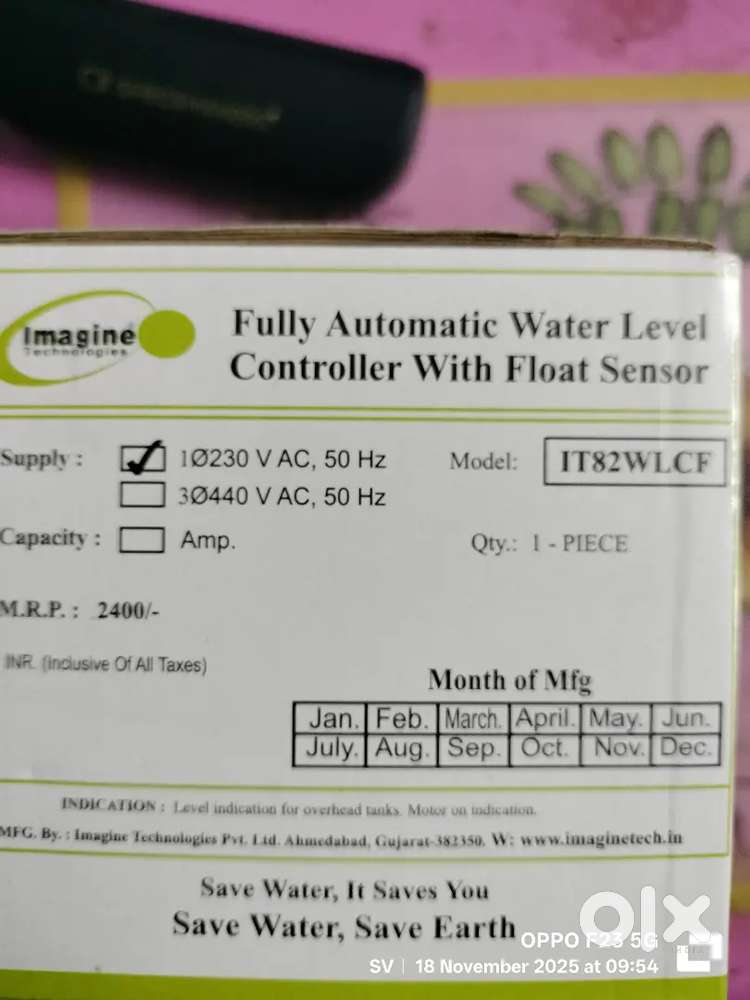 Imagine
Technologies
Fully Automatic Water Level
Controller With Float Sensor
Supply : 1Ø230 V AC, 50 Hz
Model: IT82WLCF
3Ø440 V AC, 50 Hz
Capacity : Amp.
Qty.: 1 - PIECE
M.R.P. : 2400/-
INR. (inclusive Of All Taxes)
Month of Mfg
Jan. Feb. March. April. May. Jun.
July. Aug. Sep. Oct. Nov. Dec.
INDICATION : Level indication for overhead tanks. Motor on indication.
MFG. By. : Imagine Technologies Pvt. Ltd. Ahmedabad, Gujarat-382350. W: www.imaginetech.in
Save Water, It Saves You
Save Water, Save Earth
olx
OPPO F23 5G
SV | 18 November 2025 at 09:54